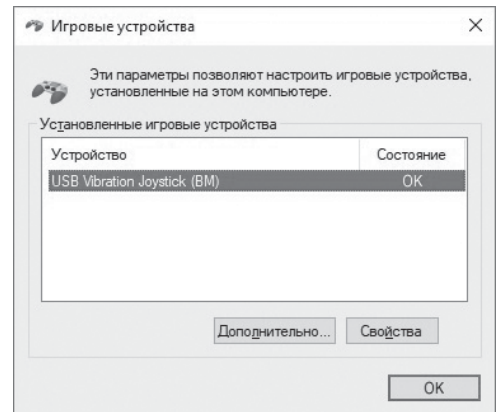 Игровые устройства
Эти параметры позволяют настроить игровые устройства,
установленные на этом компьютере.
Установленные игровые устройства
Устройство Состояние
USB Vibration Joystick (BM) OK
Дополнительно... Свойства
OK